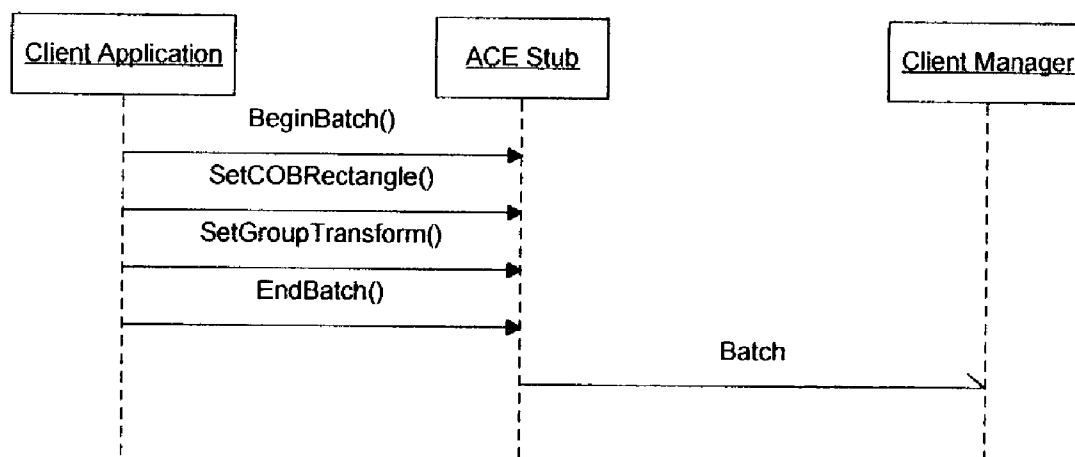 Client Application
ACE Stub
Client Manager
BeginBatch()
SetCOBRectangle()
SetGroupTransform()
EndBatch()
Batch